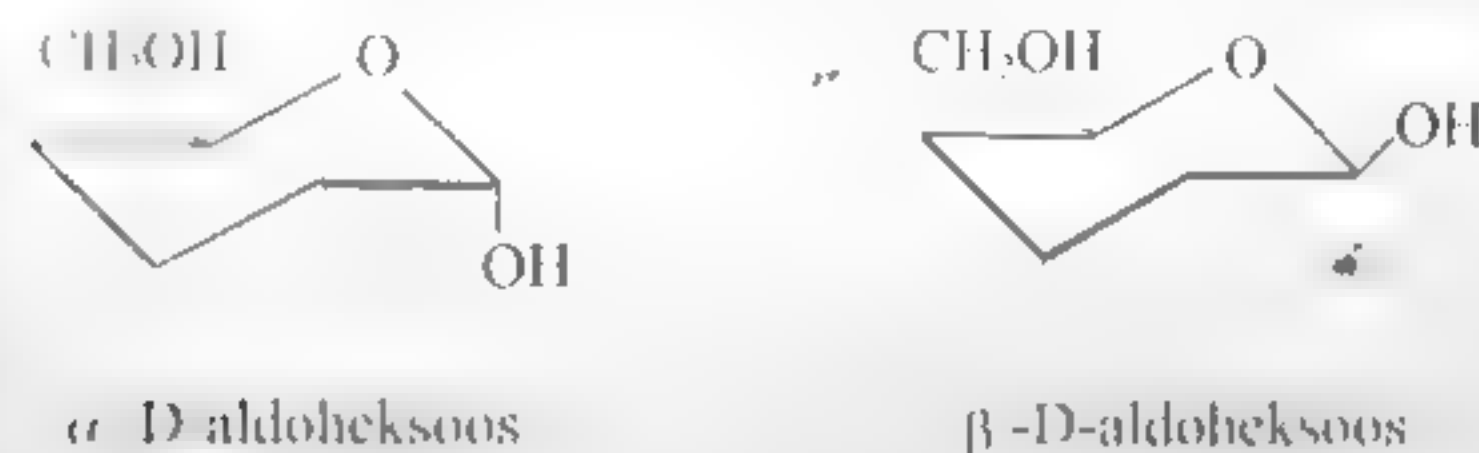 CH₂OH O CH₂OH O
OH
OH
α D aldoheksoos β -D-aldoheksoos